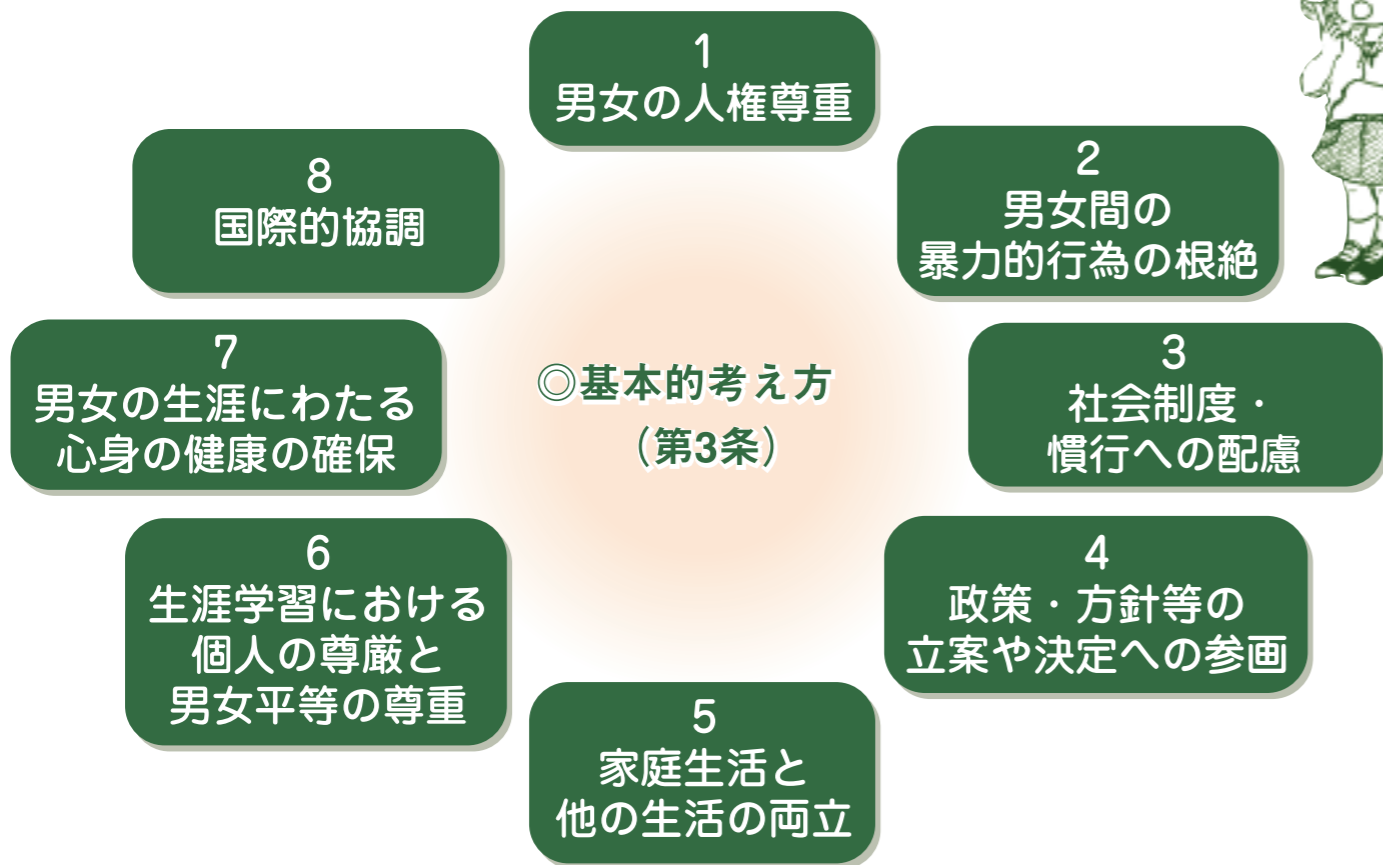 ◎基本的考え方
(第3条)
1
男女の人権尊重
2
男女間の
暴力的行為の根絶
3
社会制度・
慣行への配慮
4
政策・方針等の
立案や決定への参画
5
家庭生活と
他の生活の両立
6
生涯学習における
個人の尊厳と
男女平等の尊重
7
男女の生涯にわたる
心身の健康の確保
8
国際的協調